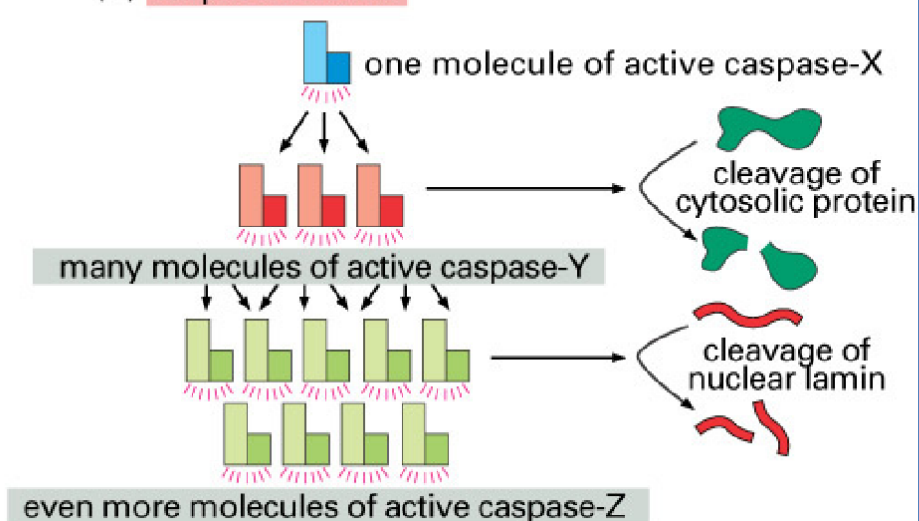 one molecule of active caspase-X
cleavage of
cytosolic protein
many molecules of active caspase-Y
cleavage of
nuclear lamin
even more molecules of active caspase-Z